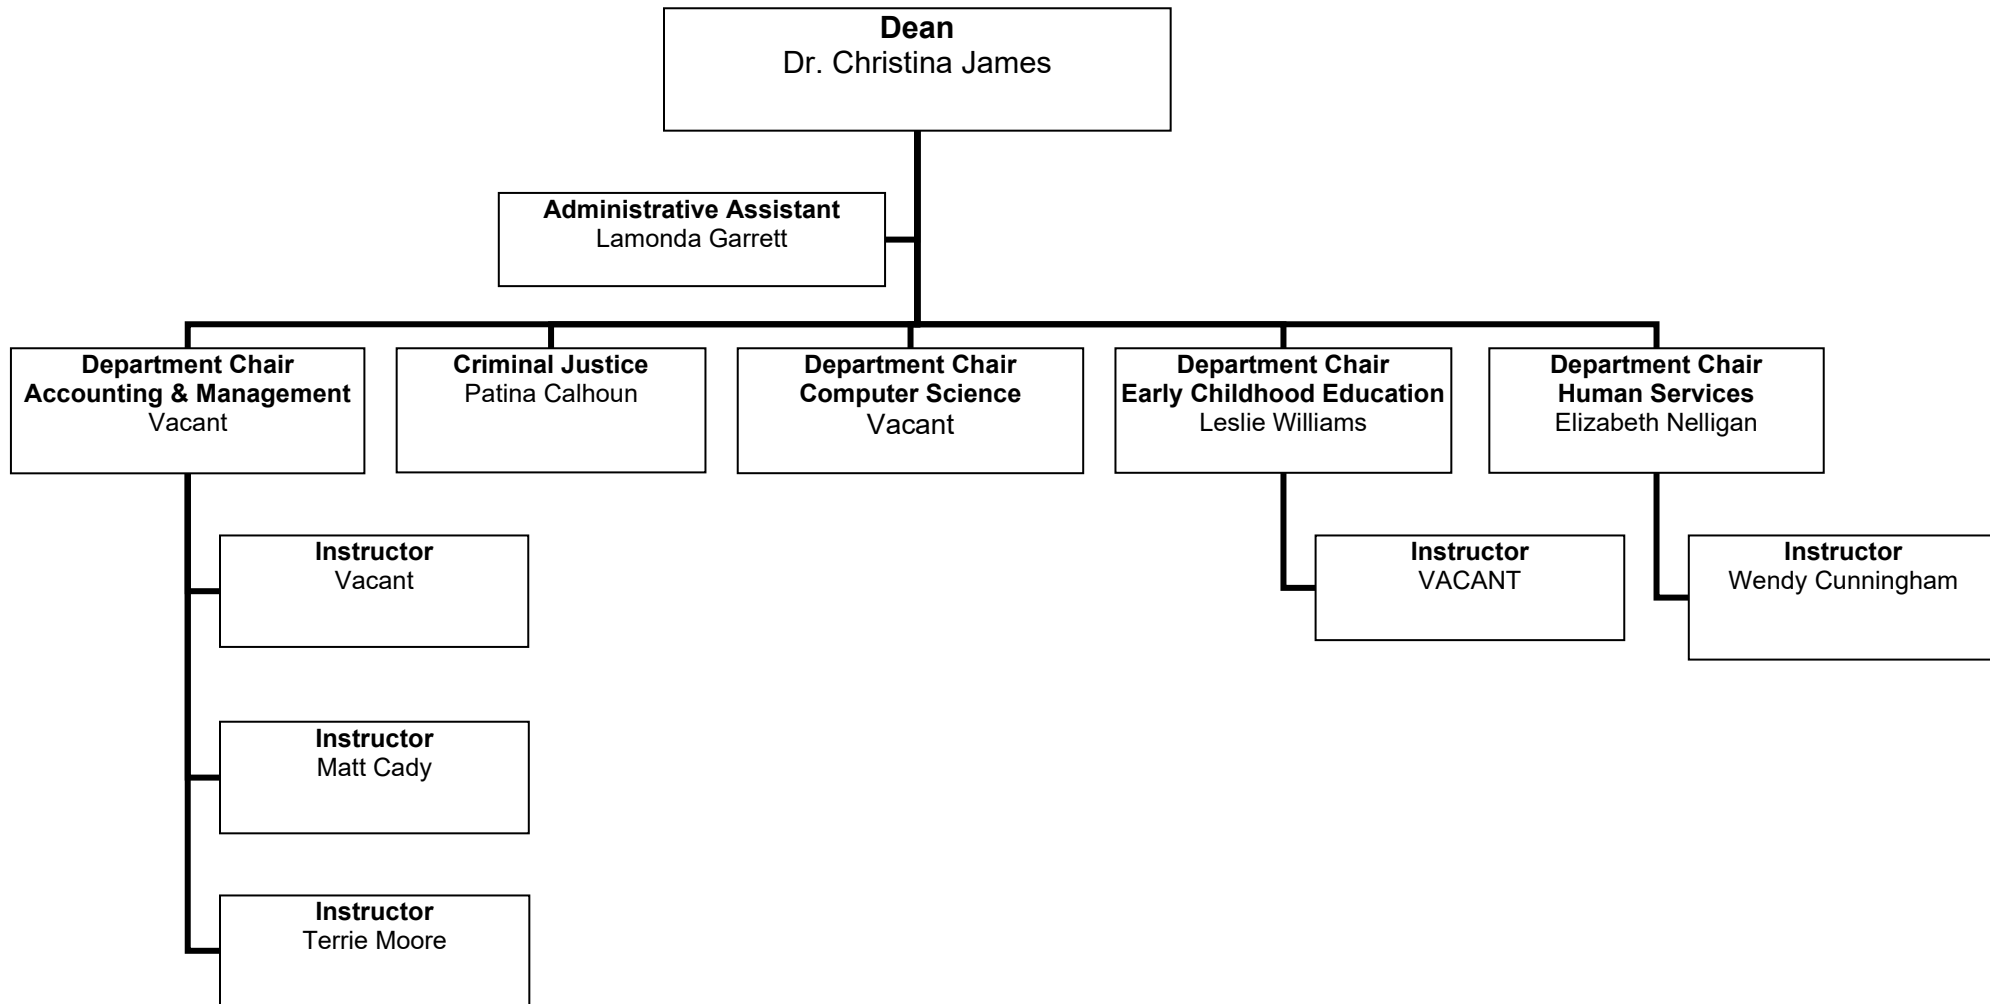 Dean
Dr. Christina James
Administrative Assistant
Lamonda Garrett
Department Chair
Accounting & Management
Vacant
Criminal Justice
Patina Calhoun
Department Chair
Computer Science
Vacant
Department Chair
Early Childhood Education
Leslie Williams
Department Chair
Human Services
Elizabeth Nelligan
Instructor
Vacant
Instructor
VACANT
Instructor
Wendy Cunningham
Instructor
Matt Cady
Instructor
Terrie Moore